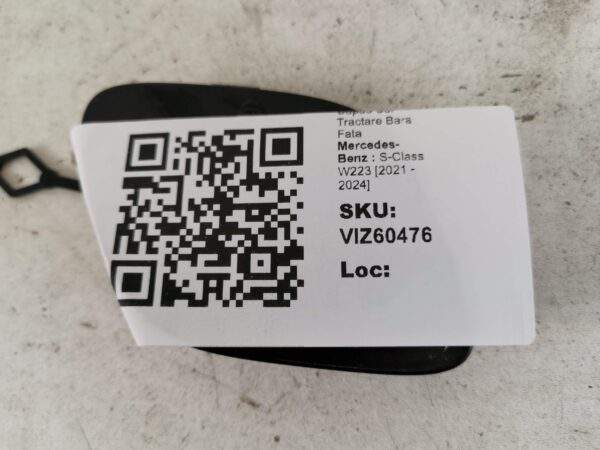 Tractare Bara
Fata
Mercedes-
Benz : S-Class
W223 [2021 -
2024]
SKU:
VIZ60476
Loc: